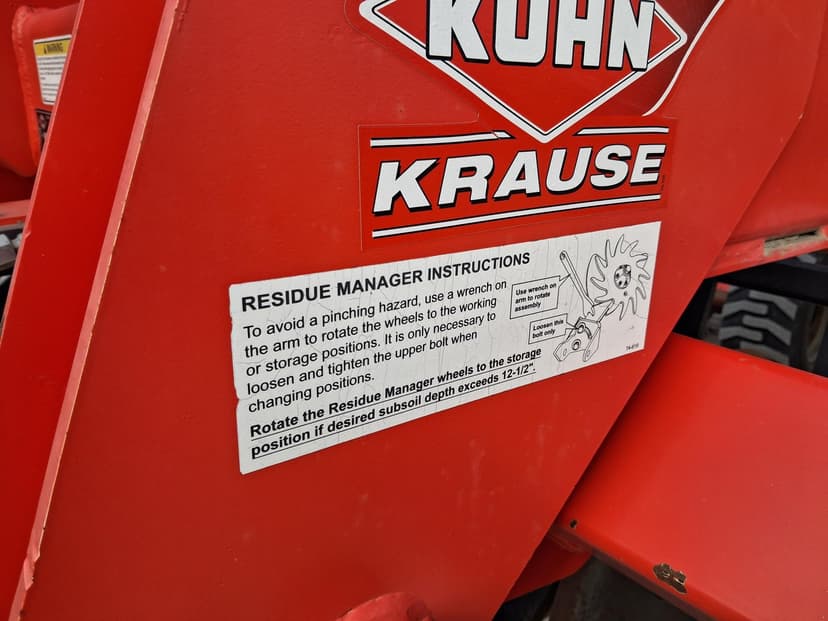 WARNING
KUHN
KRAUSE
RESIDUE MANAGER INSTRUCTIONS
To avoid a pinching hazard, use a wrench on
the arm to rotate the wheels to the working
or storage positions. It is only necessary to
loosen and tighten the upper bolt when
changing positions.
Rotate the Residue Manager wheels to the storage
position if desired subsoil depth exceeds 12-1/2".
Use wrench on
arm to rotate
assembly
Loosen this
bolt only